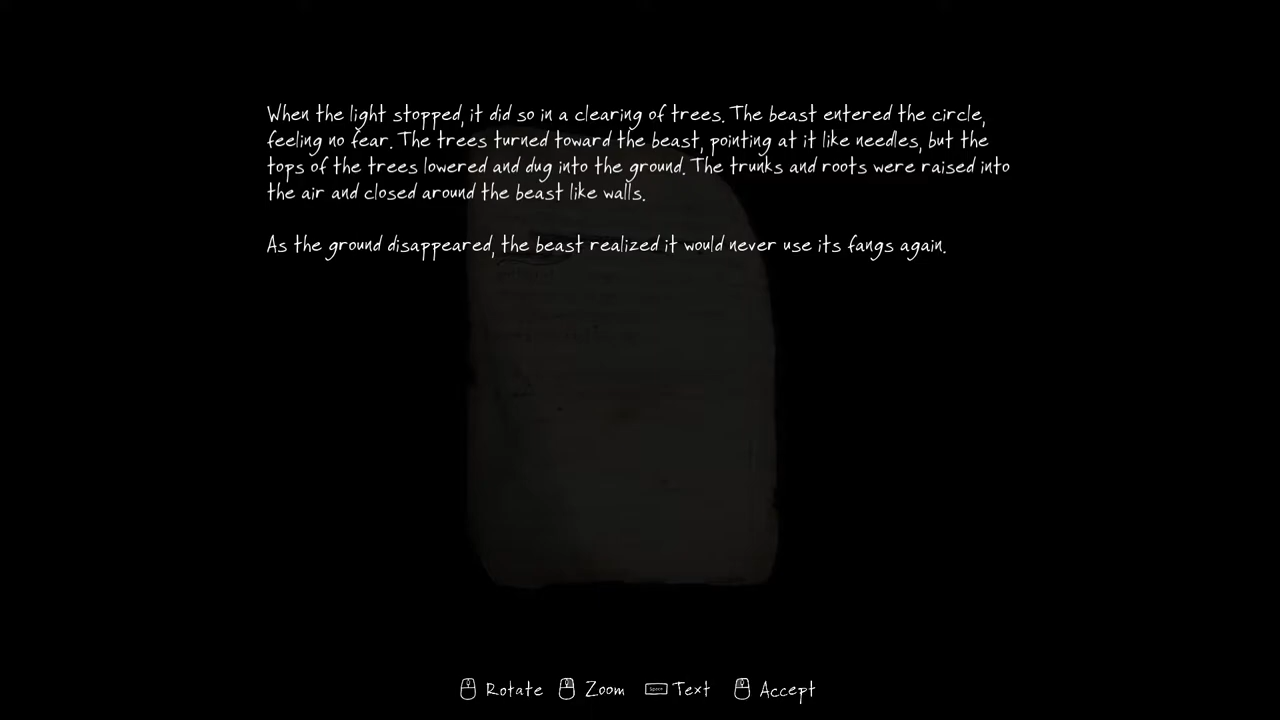 When the light stopped, it did so in a clearing of trees. The beast entered the circle,
feeling no fear. The trees turned toward the beast, pointing at it like needles, but the
tops of the trees lowered and dug into the ground. The trunks and roots were raised into
the air and closed around the beast like walls.
As the ground disappeared, the beast realized it would never use its fangs again.
Rotate Zoom Space Text Accept